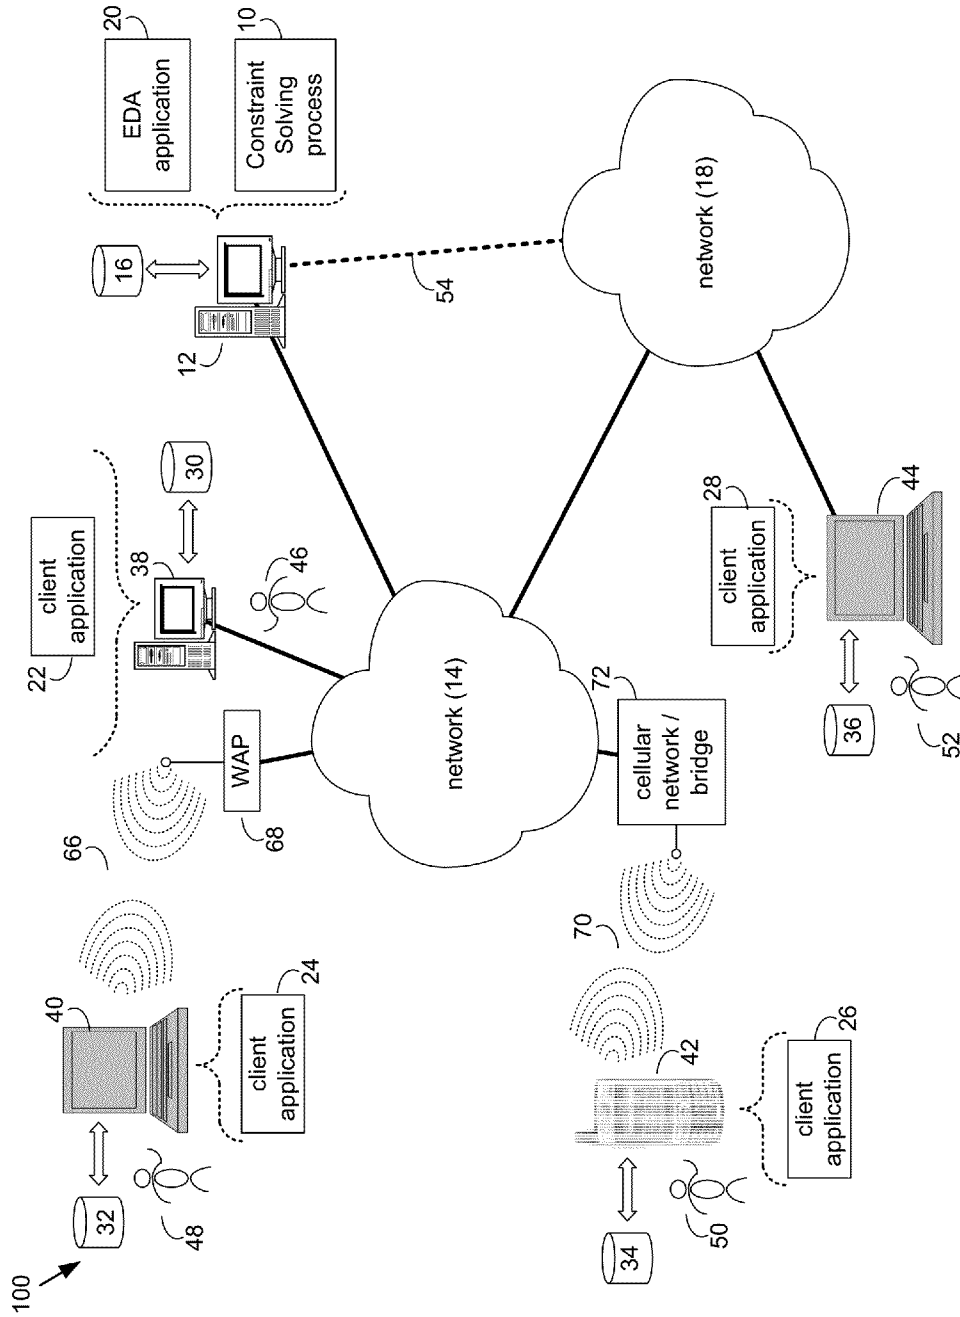 100
32
40
48
client
application
24
66
WAP
68
client
application
22
38
30
46
16
12
EDA
application
20
Constraint
Solving
process
10
54
network (14)
network (18)
34
50
42
client
application
26
70
cellular
network /
bridge
72
36
52
client
application
28
44